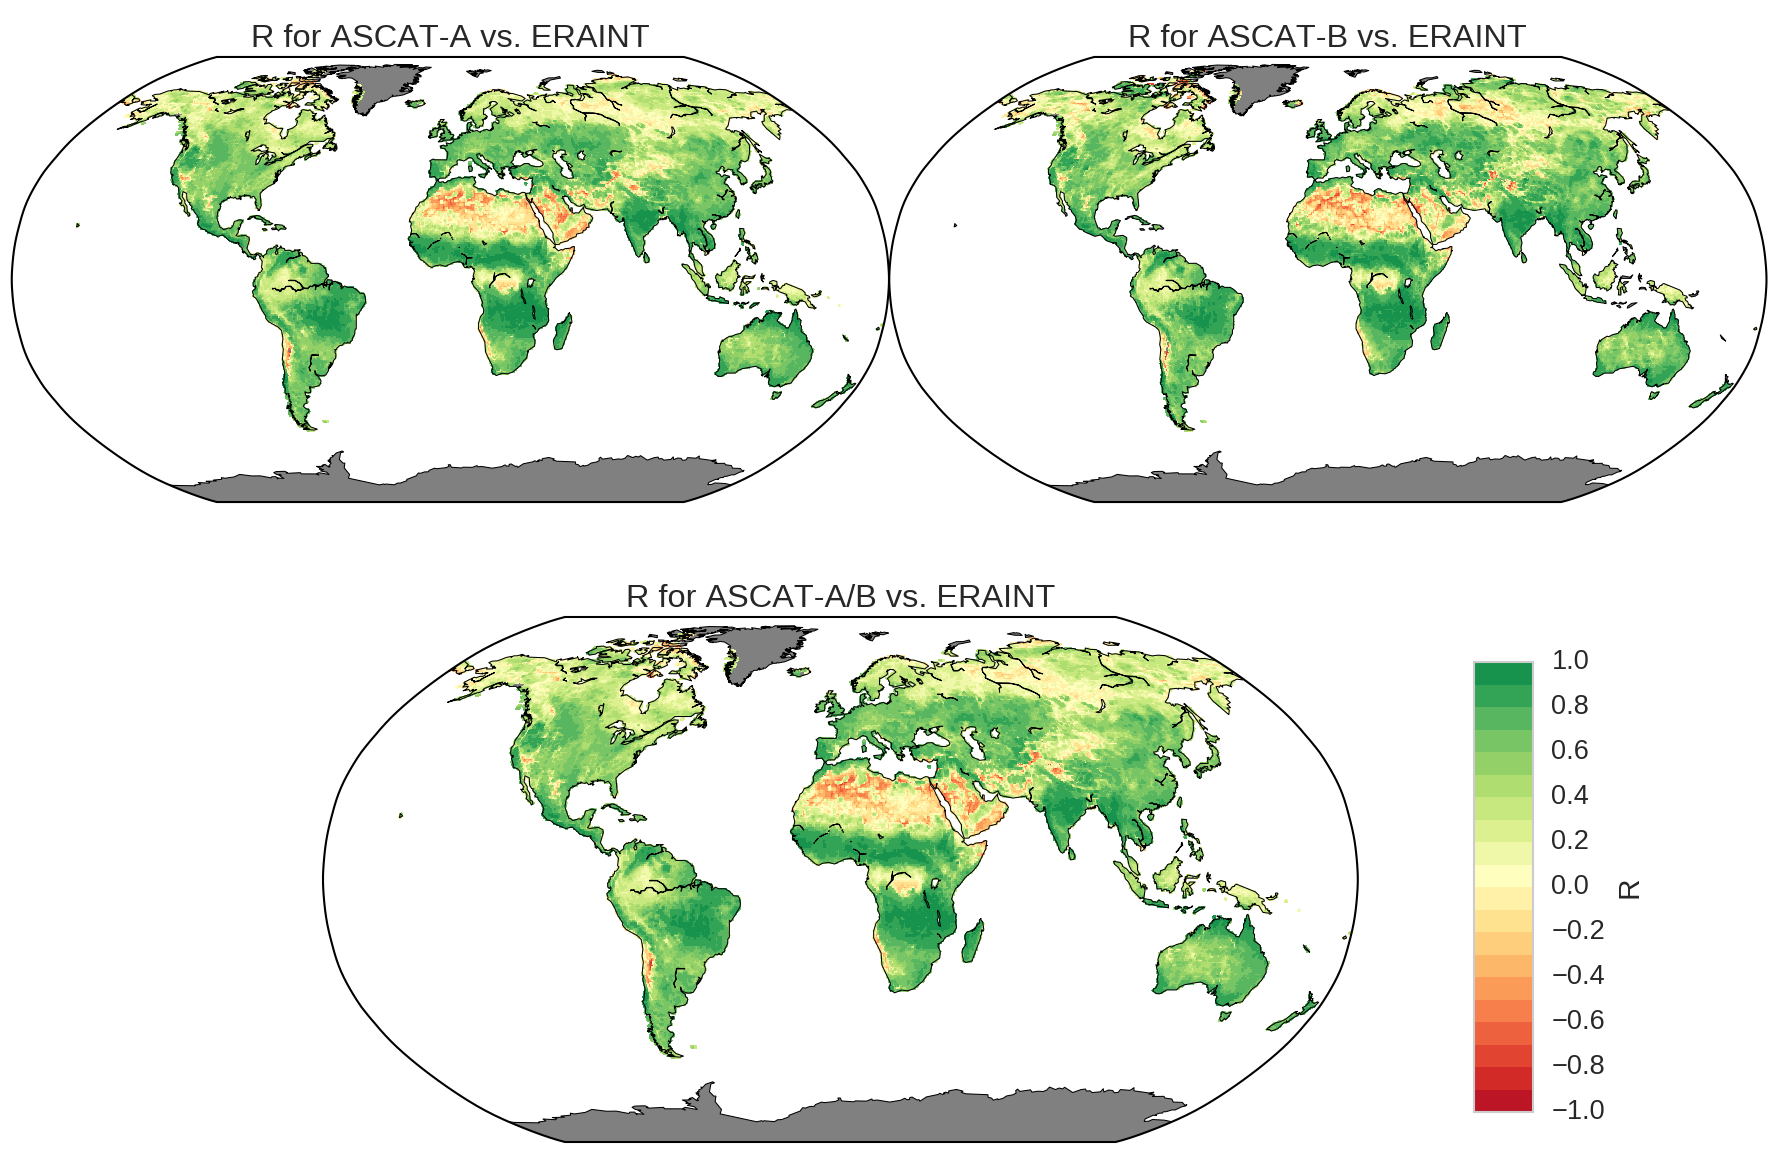 R for ASCAT-A vs. ERAINT
R for ASCAT-B vs. ERAINT
R for ASCAT-A/B vs. ERAINT
1.0
0.8
0.6
0.4
0.2
0.0
−0.2
−0.4
−0.6
−0.8
−1.0
R